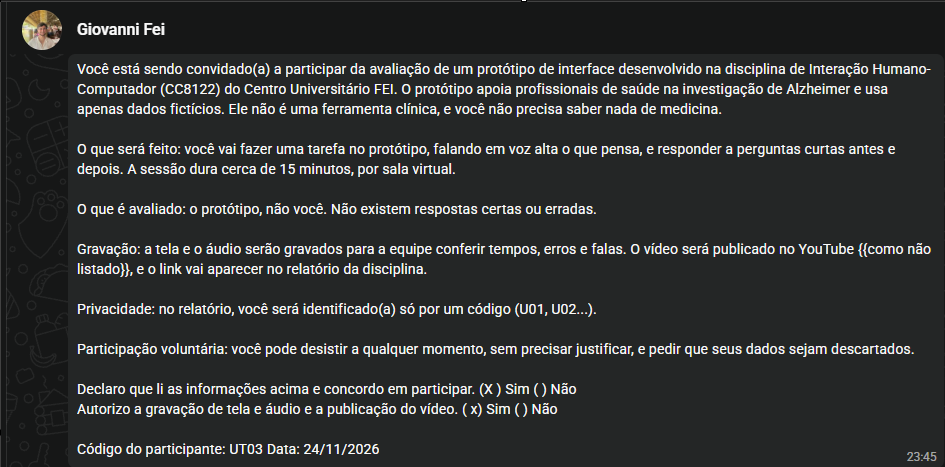 Giovanni Fei
Você está sendo convidado(a) a participar da avaliação de um protótipo de interface desenvolvido na disciplina de Interação Humano-
Computador (CC8122) do Centro Universitário FEI. O protótipo apoia profissionais de saúde na investigação de Alzheimer e usa
apenas dados fictícios. Ele não é uma ferramenta clínica, e você não precisa saber nada de medicina.
O que será feito: você vai fazer uma tarefa no protótipo, falando em voz alta o que pensa, e responder a perguntas curtas antes e
depois. A sessão dura cerca de 15 minutos, por sala virtual.
O que é avaliado: o protótipo, não você. Não existem respostas certas ou erradas.
Gravação: a tela e o áudio serão gravados para a equipe conferir tempos, erros e falas. O vídeo será publicado no YouTube {{como não
listado}}, e o link vai aparecer no relatório da disciplina.
Privacidade: no relatório, você será identificado(a) só por um código (U01, U02...).
Participação voluntária: você pode desistir a qualquer momento, sem precisar justificar, e pedir que seus dados sejam descartados.
Declaro que li as informações acima e concordo em participar. (X ) Sim ( ) Não
Autorizo a gravação de tela e áudio e a publicação do vídeo. ( x) Sim ( ) Não
Código do participante: UT03 Data: 24/11/2026
23:45